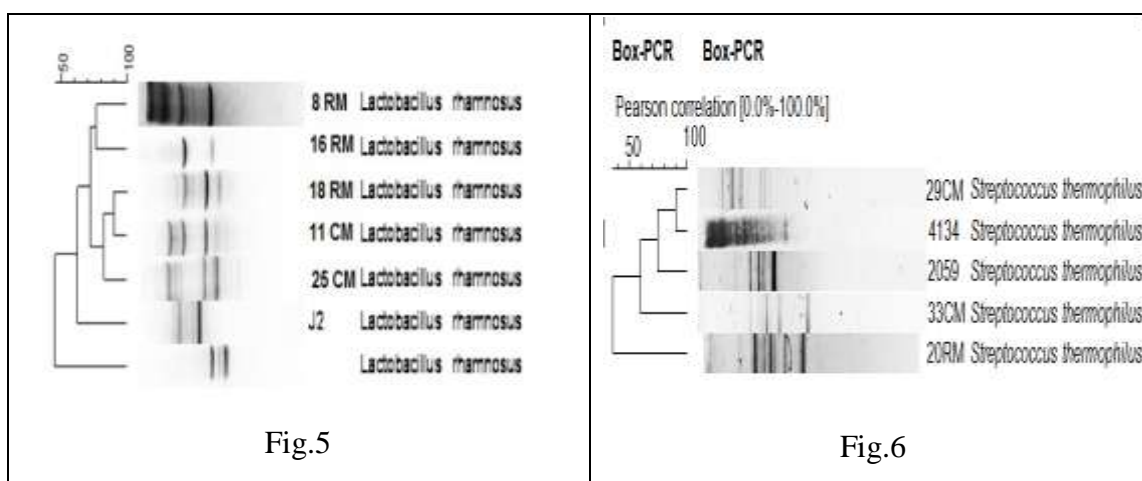 50
100
8 RM Lactobacillus rhamnosus
16 RM Lactobacillus rhamnosus
18 RM Lactobacillus rhamnosus
11 CM Lactobacillus rhamnosus
25 CM Lactobacillus rhamnosus
J2 Lactobacillus rhamnosus
Lactobacillus rhamnosus
Fig.5
Box-PCR Box-PCR
Pearson correlation [0.0%-100.0%]
50
100
29CM Streptococcus thermophilus
4134 Streptococcus thermophilus
2059 Streptococcus thermophilus
33CM Streptococcus thermophilus
20RM Streptococcus thermophilus
Fig.6